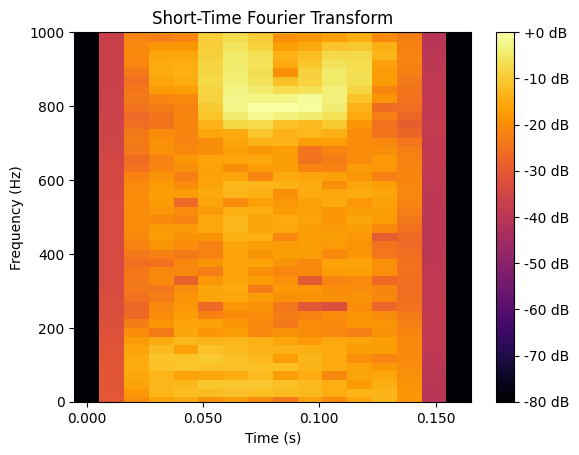 Short-Time Fourier Transform
1000
800
600
400
200
0
Frequency (Hz)
0.000
0.050
0.100
0.150
Time (s)
+0 dB
-10 dB
-20 dB
-30 dB
-40 dB
-50 dB
-60 dB
-70 dB
-80 dB